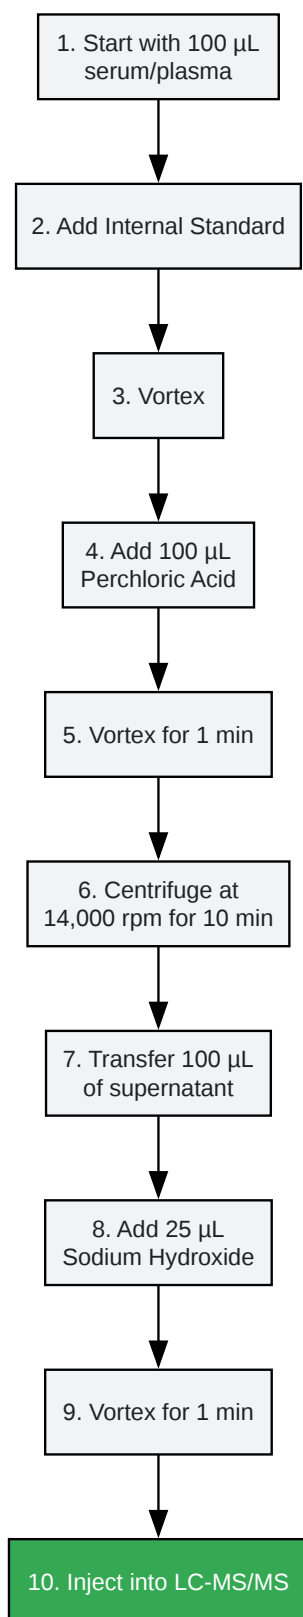 1. Start with 100 µL
serum/plasma
2. Add Internal Standard
3. Vortex
4. Add 100 µL
Perchloric Acid
5. Vortex for 1 min
6. Centrifuge at
14,000 rpm for 10 min
7. Transfer 100 µL
of supernatant
8. Add 25 µL
Sodium Hydroxide
9. Vortex for 1 min
10. Inject into LC-MS/MS